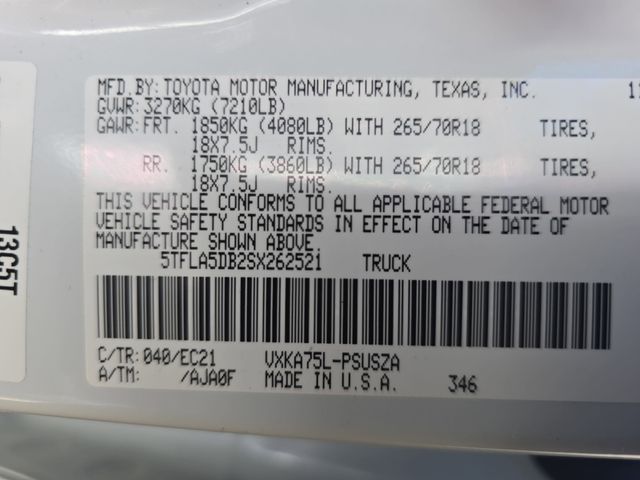 MFD.BY: TOYOTA MOTOR MANUFACTURING, TEXAS, INC. 11
GVWR: 3270KG (7210LB)
GAWR: FRT. 1850KG (4080LB) WITH 265/70R18 TIRES,
18X7.5J RIMS.
RR. 1750KG (3860LB) WITH 265/70R18 TIRES,
18X7.5J RIMS.
THIS VEHICLE CONFORMS TO ALL APPLICABLE FEDERAL MOTOR
VEHICLE SAFETY STANDARDS IN EFFECT ON THE DATE OF
MANUFACTURE SHOWN ABOVE.
5TFLA5DB2SX262521 TRUCK
C/TR: 040/EC21 VXKA75L-PSUSZA
A/TM: /AJA0F MADE IN U.S.A. 346
13C5T